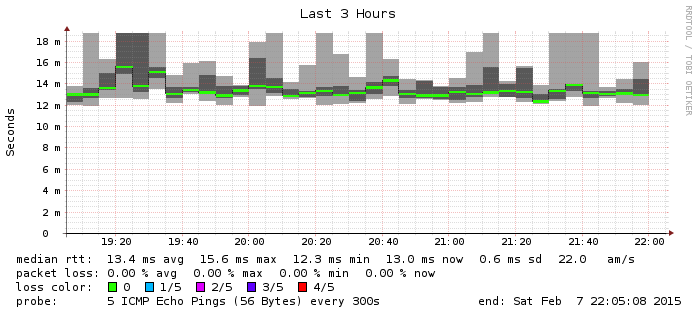 Last 3 Hours
RRDTOOL / TOBI OETIKER
Seconds
18 m
16 m
14 m
12 m
10 m
8 m
6 m
4 m
2 m
0
19:20 19:40 20:00 20:20 20:40 21:00 21:20 21:40 22:00
median rtt: 13.4 ms avg 15.6 ms max 12.3 ms min 13.0 ms now 0.6 ms sd 22.0 am/s
packet loss: 0.00 % avg 0.00 % max 0.00 % min 0.00 % now
loss color: 0 1/5 2/5 3/5 4/5
probe: 5 ICMP Echo Pings (56 Bytes) every 300s end: Sat Feb 7 22:05:08 2015